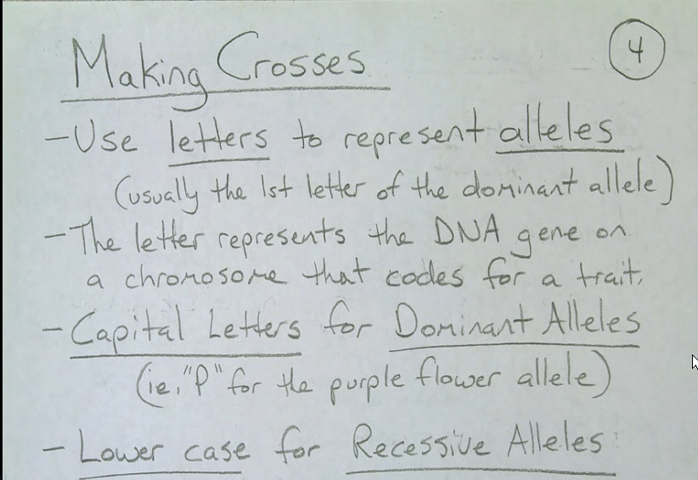 Making Crosses
4
- Use letters to represent alleles
(usually the 1st letter of the dominant allele)
- The letter represents the DNA gene on
a chromosome that codes for a trait.
- Capital Letters for Dominant Alleles
(ie, "P" for the purple flower allele)
- Lower case for Recessive Alleles